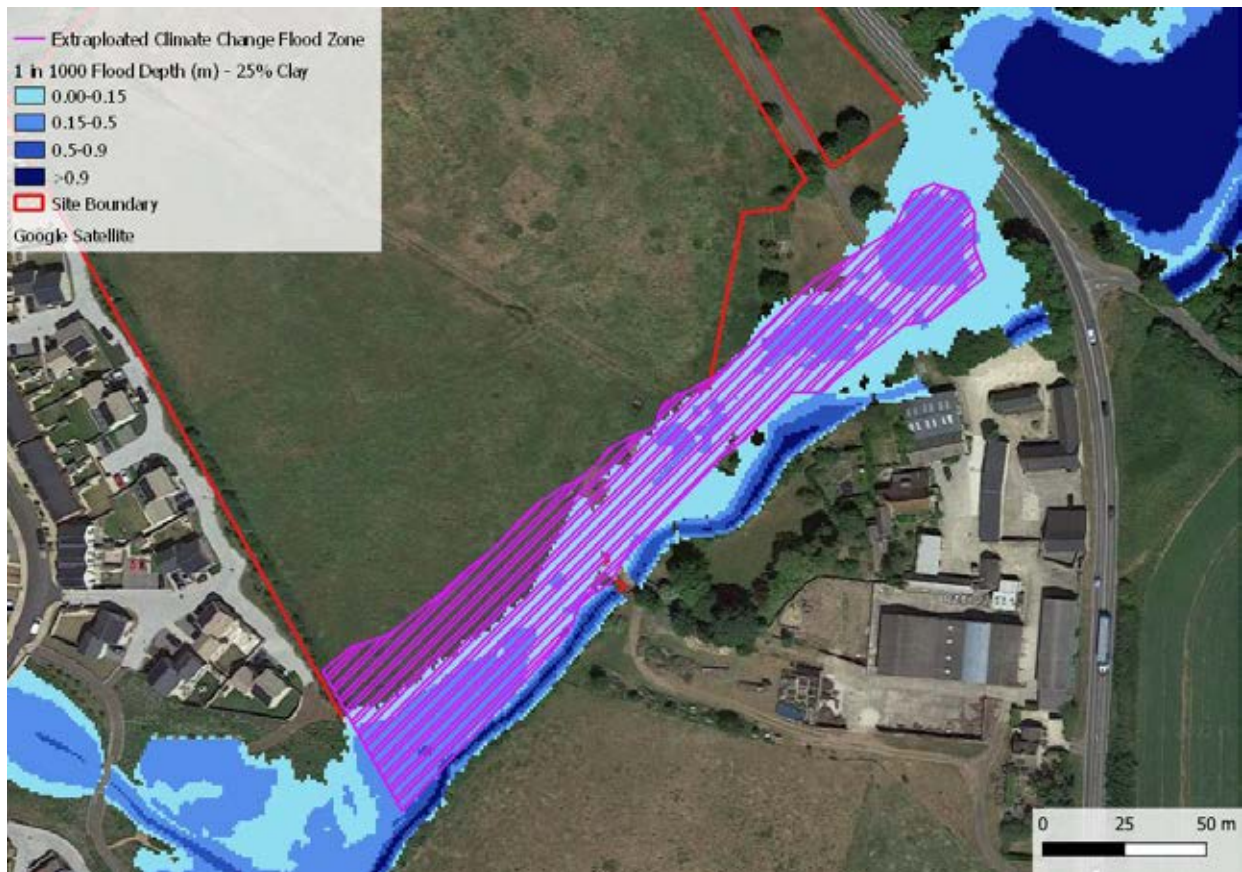 Extraploated Climate Change Flood Zone
1 in 1000 Flood Depth (m) - 25% Clay
0.00-0.15
0.15-0.5
0.5-0.9
>0.9
Site Boundary
Google Satellite
0 25 50 m